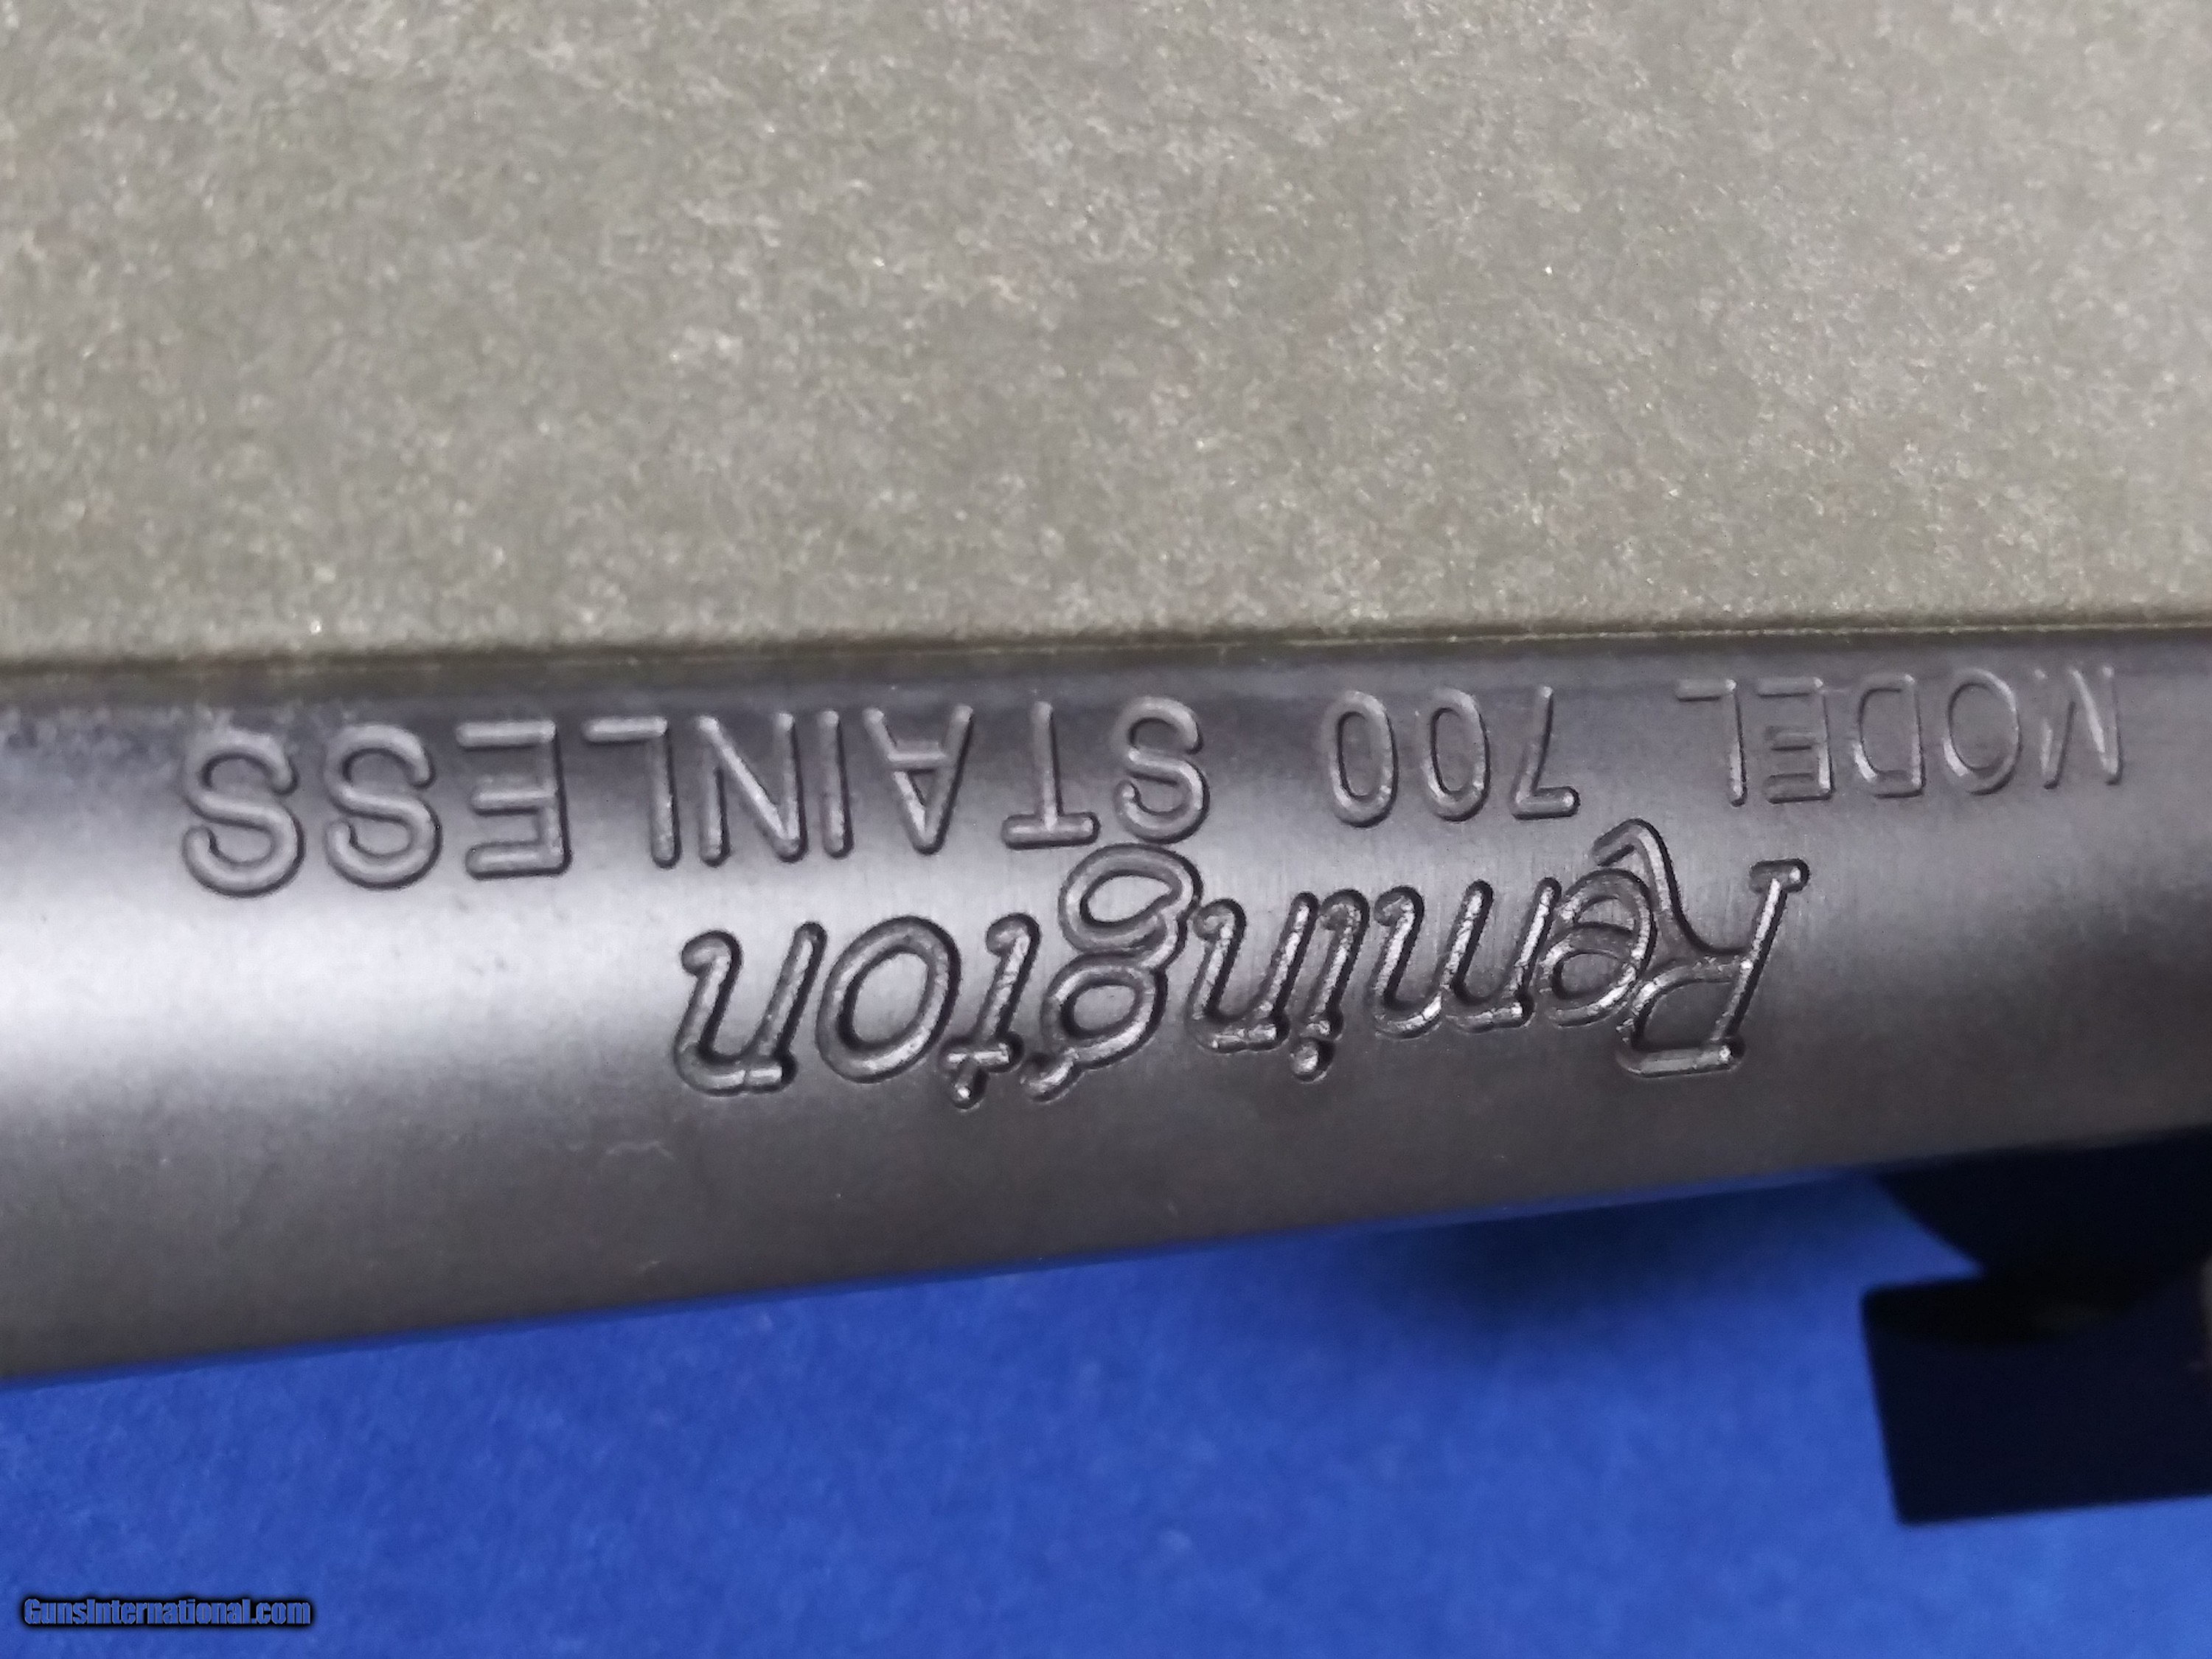 Remington
MODEL 700 STAINLESS
GunsInternational.com